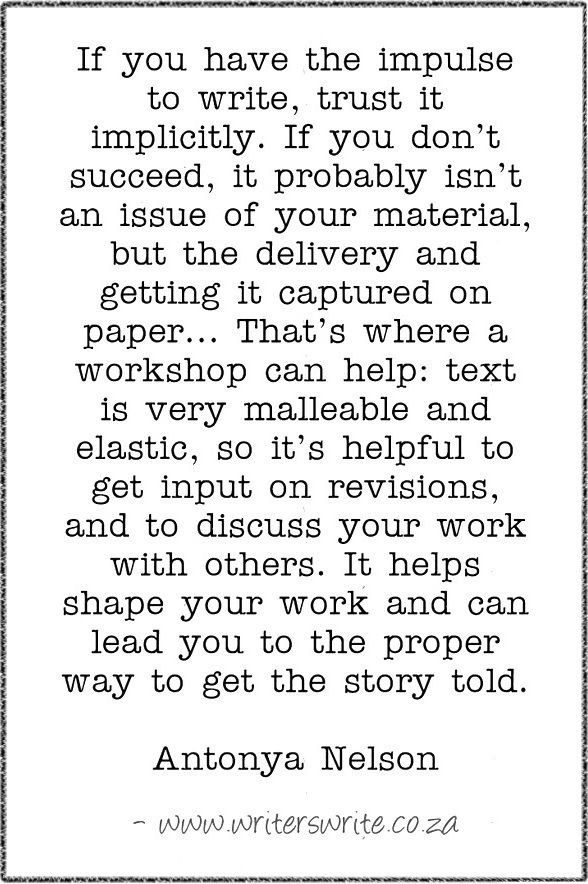 If you have the impulse
to write, trust it
implicitly. If you don’t
succeed, it probably isn’t
an issue of your material,
but the delivery and
getting it captured on
paper… That’s where a
workshop can help: text
is very malleable and
elastic, so it’s helpful to
get input on revisions,
and to discuss your work
with others. It helps
shape your work and can
lead you to the proper
way to get the story told.
Antonya Nelson
- www.writerswrite.co.za